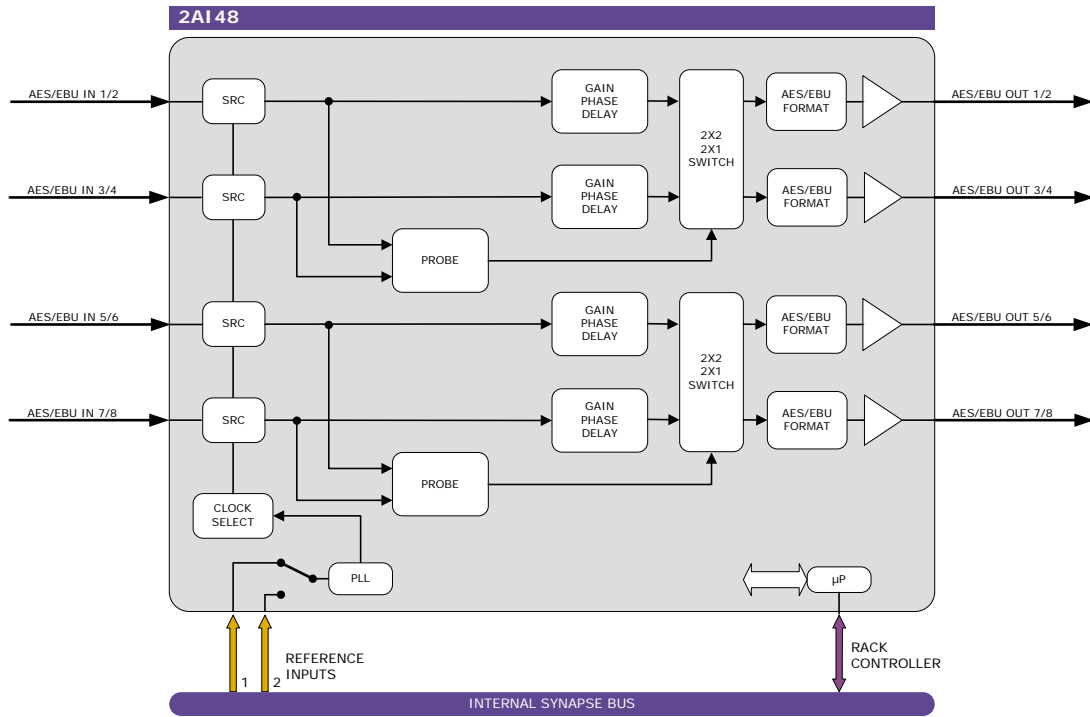 2AI48
AES/EBU IN 1/2
SRC
GAIN
PHASE
DELAY
2X2
2X1
SWITCH
AES/EBU
FORMAT
AES/EBU OUT 1/2
AES/EBU IN 3/4
SRC
GAIN
PHASE
DELAY
AES/EBU
FORMAT
AES/EBU OUT 3/4
PROBE
AES/EBU IN 5/6
SRC
GAIN
PHASE
DELAY
2X2
2X1
SWITCH
AES/EBU
FORMAT
AES/EBU OUT 5/6
AES/EBU IN 7/8
SRC
GAIN
PHASE
DELAY
AES/EBU
FORMAT
AES/EBU OUT 7/8
PROBE
CLOCK
SELECT
PLL
µP
1
2
REFERENCE
INPUTS
RACK
CONTROLLER
INTERNAL SYNAPSE BUS